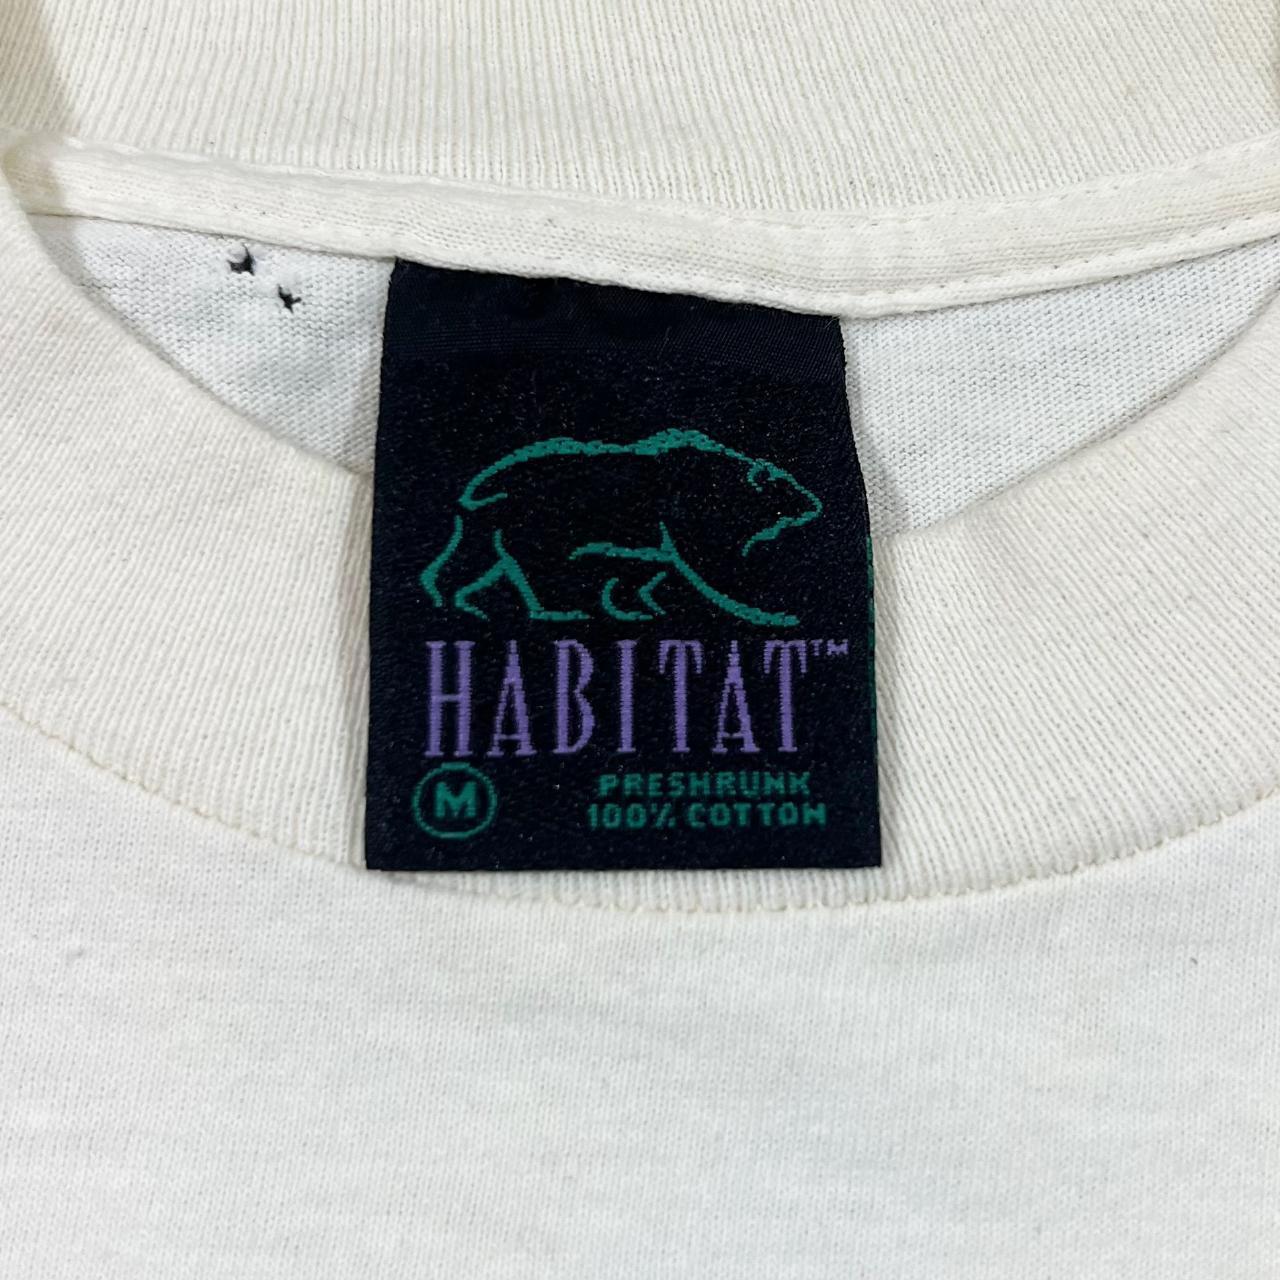 HABITAT™
M
PRESHRUNK
100% COTTON